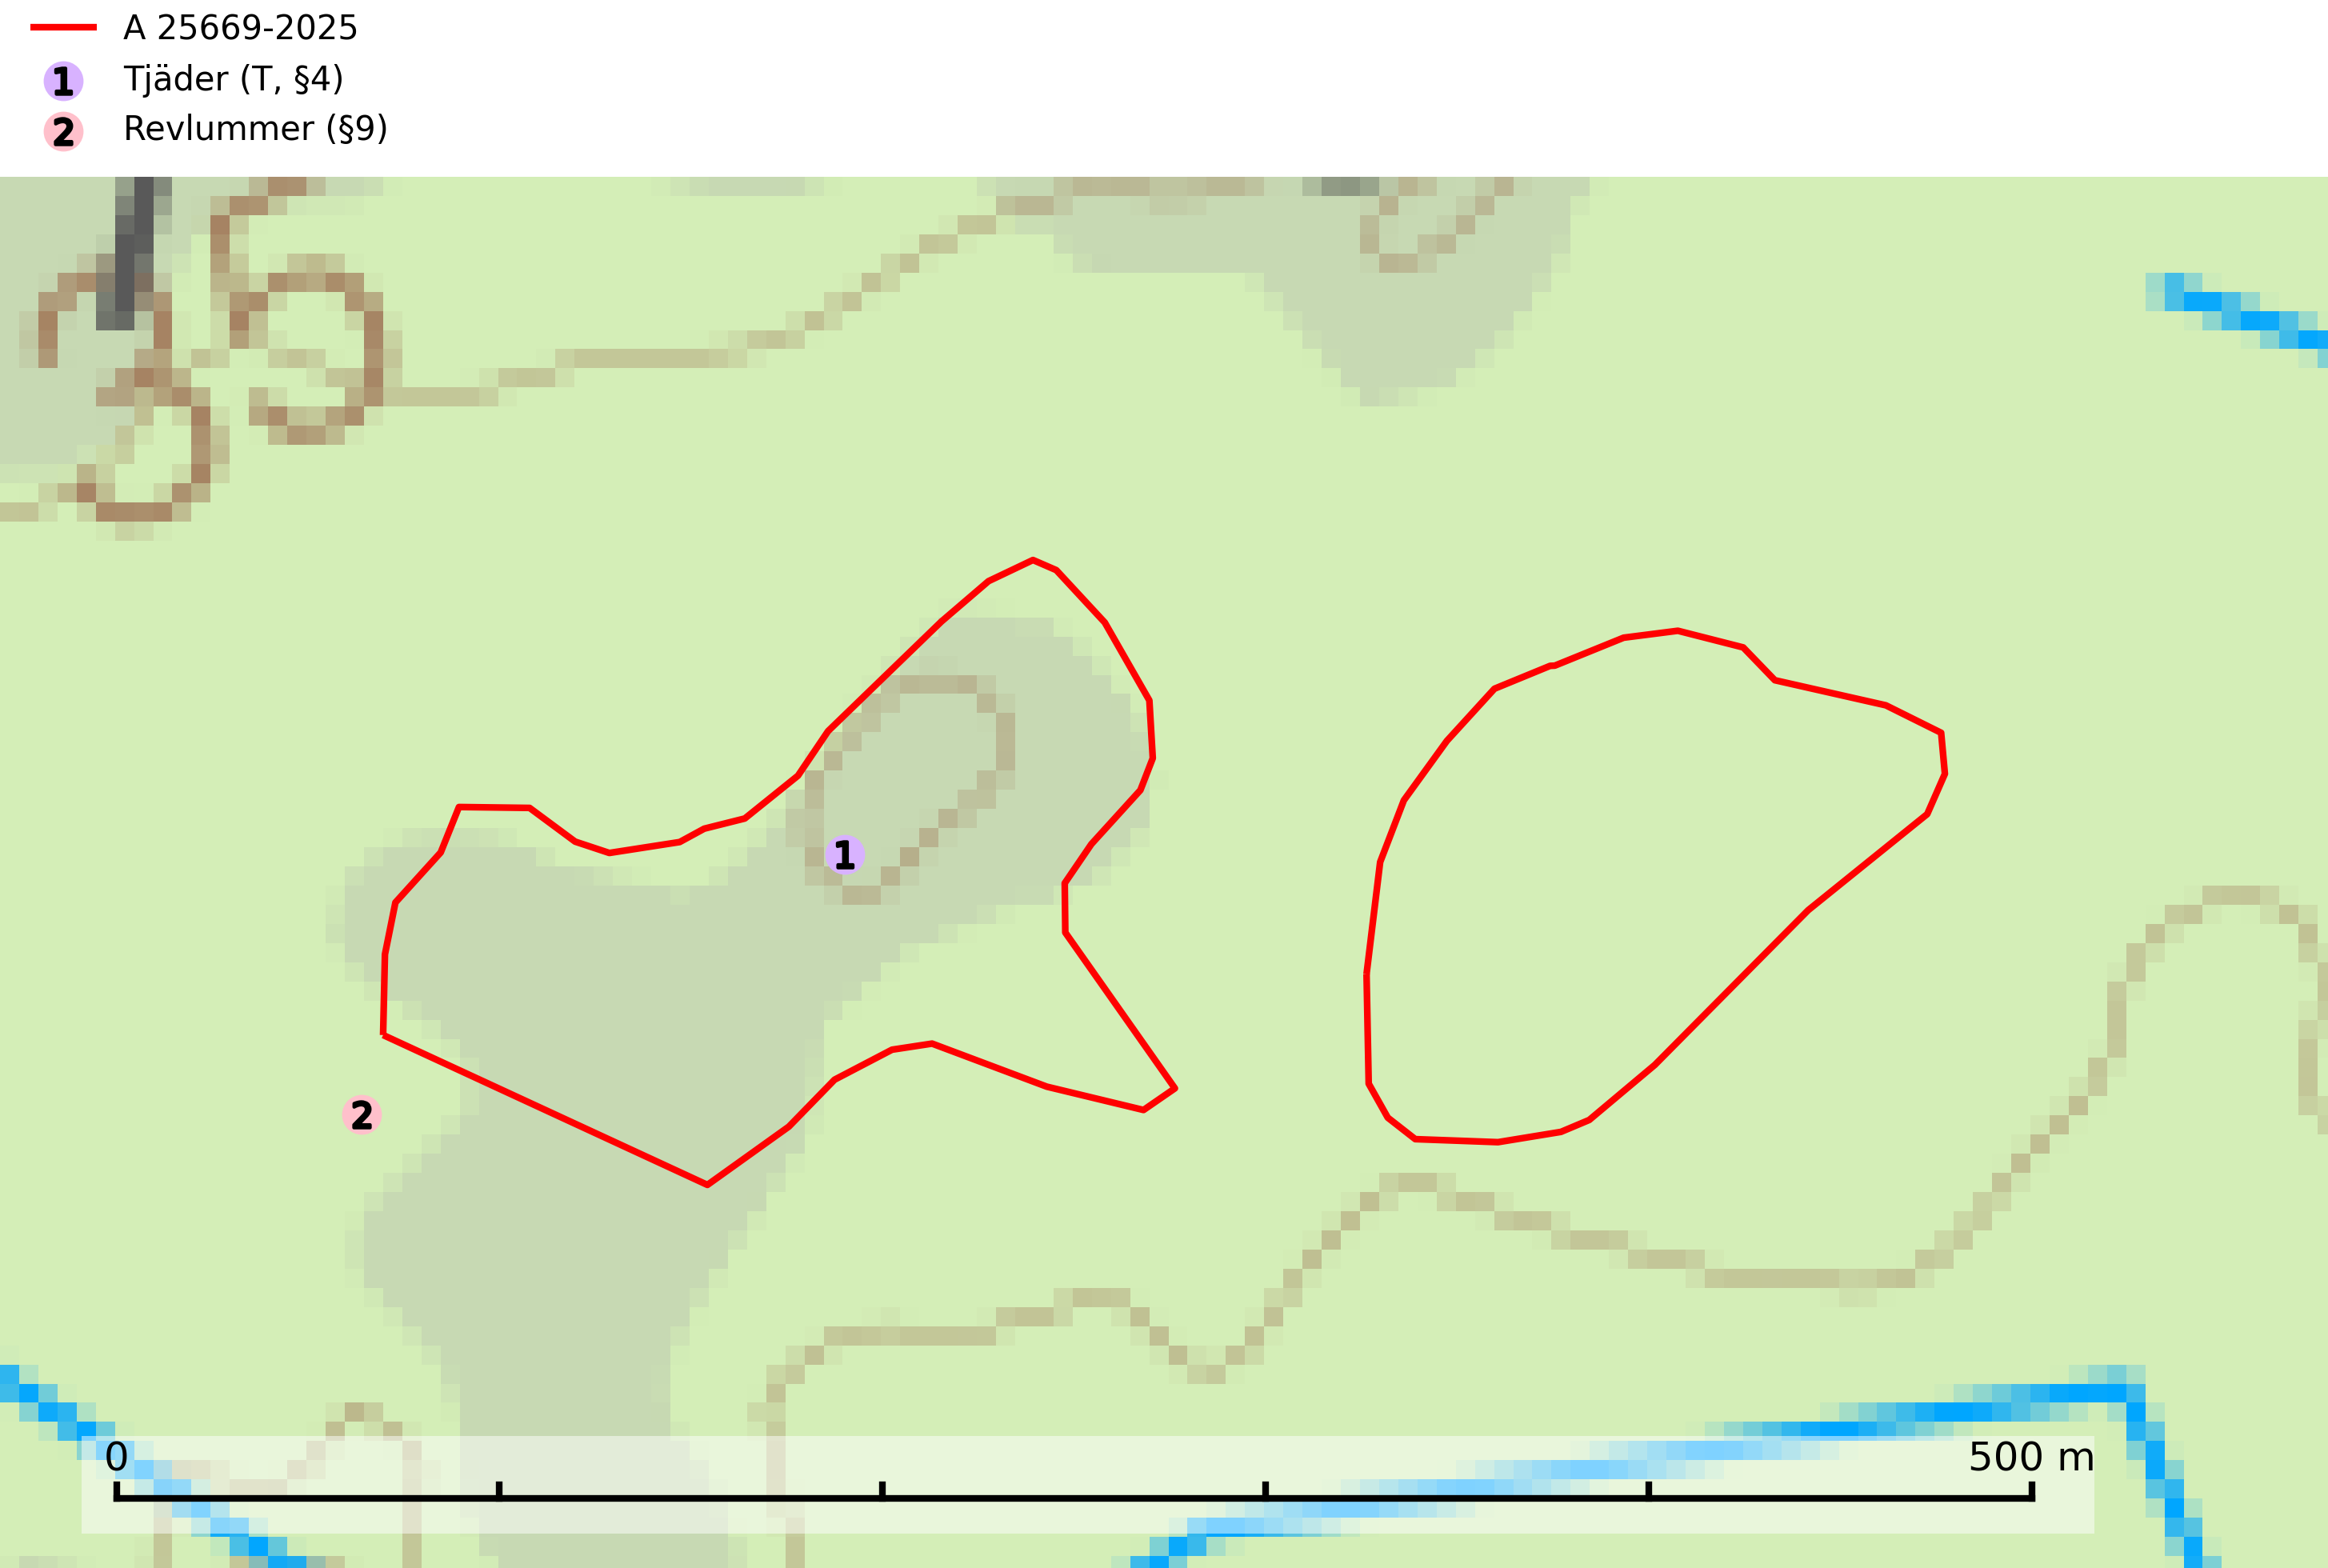 A 25669-2025
1 Tjäder (T, §4)
2 Revlummer (§9)
1
2
0 500 m